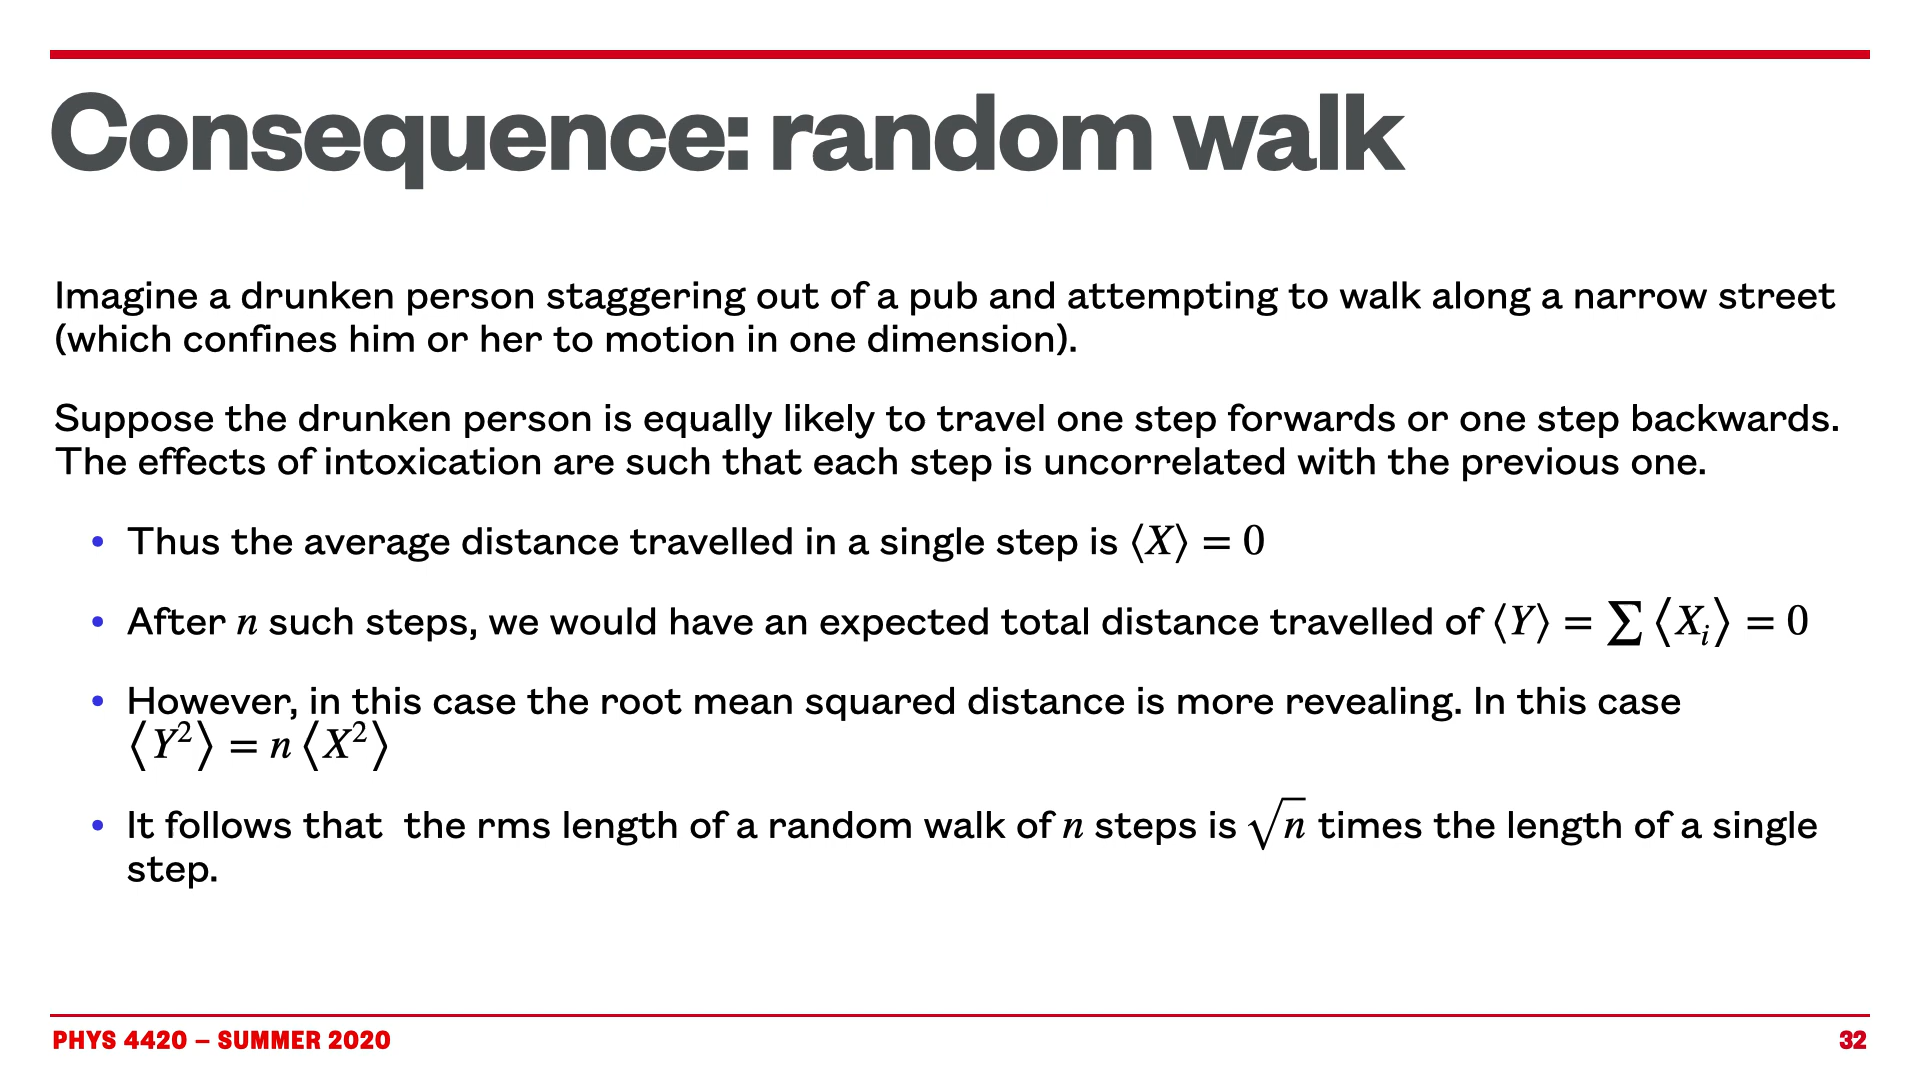 Consequence: random walk
Imagine a drunken person staggering out of a pub and attempting to walk along a narrow street
(which confines him or her to motion in one dimension).
Suppose the drunken person is equally likely to travel one step forwards or one step backwards.
The effects of intoxication are such that each step is uncorrelated with the previous one.
• Thus the average distance travelled in a single step is ⟨X⟩ = 0
• After n such steps, we would have an expected total distance travelled of ⟨Y⟩ = ∑ ⟨Xᵢ⟩ = 0
• However, in this case the root mean squared distance is more revealing. In this case
⟨Y²⟩ = n ⟨X²⟩
• It follows that  the rms length of a random walk of n steps is √n times the length of a single
step.
PHYS 4420 – SUMMER 2020
32